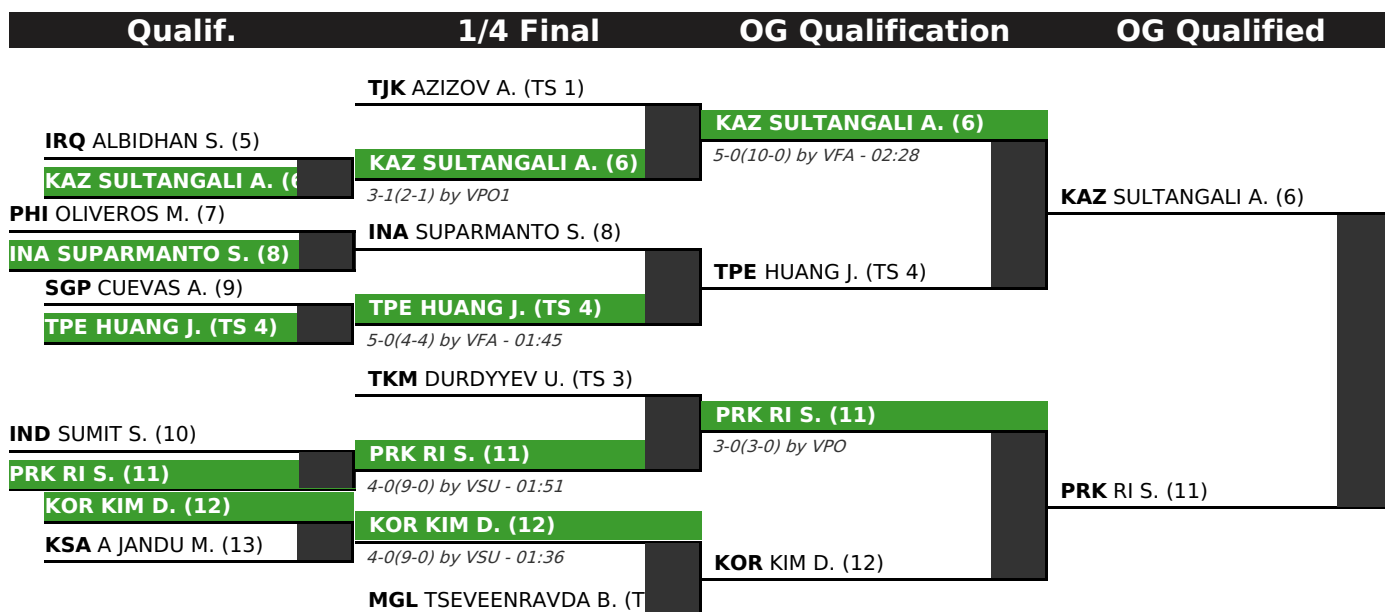 Qualif. 1/4 Final OG Qualification OG Qualified
TJK AZIZOV A. (TS 1)
IRQ ALBIDHAN S. (5)
KAZ SULTANGALI A. (6
KAZ SULTANGALI A. (6)
3-1(2-1) by VPO1
KAZ SULTANGALI A. (6)
5-0(10-0) by VFA - 02:28
KAZ SULTANGALI A. (6)
PHI OLIVEROS M. (7)
INA SUPARMANTO S. (8)
INA SUPARMANTO S. (8)
SGP CUEVAS A. (9)
TPE HUANG J. (TS 4)
TPE HUANG J. (TS 4)
5-0(4-4) by VFA - 01:45
TPE HUANG J. (TS 4)
TKM DURDYYEV U. (TS 3)
IND SUMIT S. (10)
PRK RI S. (11)
PRK RI S. (11)
4-0(9-0) by VSU - 01:51
PRK RI S. (11)
3-0(3-0) by VPO
PRK RI S. (11)
KOR KIM D. (12)
KSA A JANDU M. (13)
KOR KIM D. (12)
4-0(9-0) by VSU - 01:36
KOR KIM D. (12)
MGL TSEVEENRAVDA B. (T